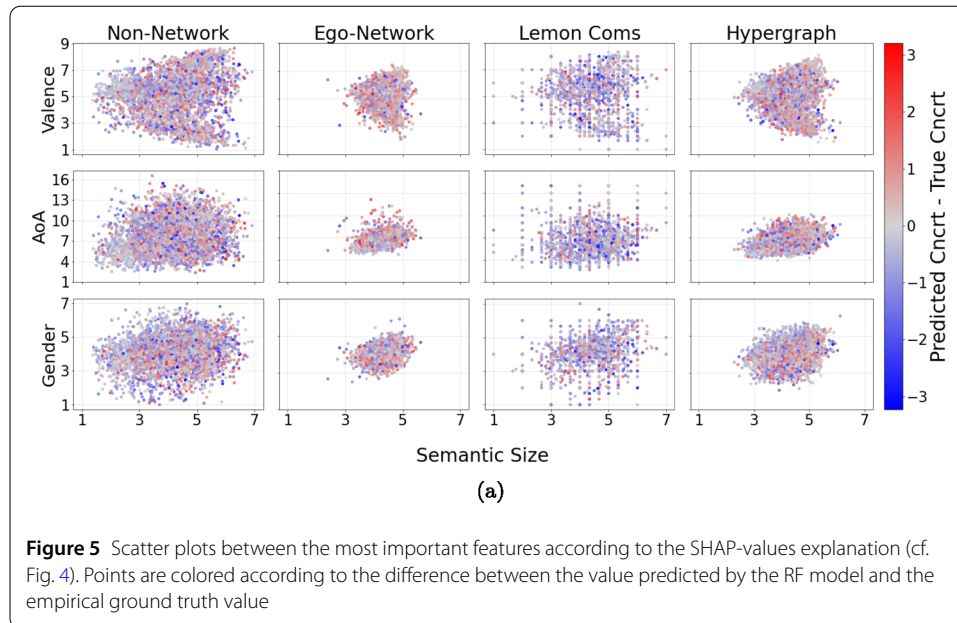 Non-Network Ego-Network Lemon Coms Hypergraph
9
7
5
3
1
Valence
16
13
10
7
4
1
AoA
7
5
3
1
Gender
1 3 5 7 1 3 5 7 1 3 5 7 1 3 5 7
Semantic Size
3
2
1
0
−1
−2
−3
Predicted Cncrt - True Cncrt
(a)
Figure 5 Scatter plots between the most important features according to the SHAP-values explanation (cf.
Fig. 4). Points are colored according to the difference between the value predicted by the RF model and the
empirical ground truth value